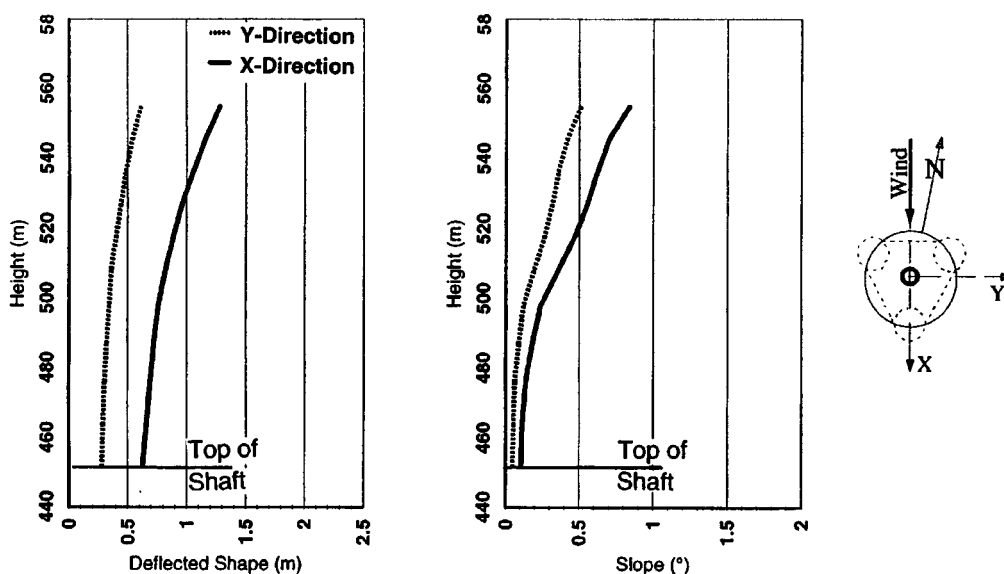 58
560
540
520
500
480
460
440
Height (m)
Y-Direction
X-Direction
Top of
Shaft
0
0.5
1
1.5
2
2.5
Deflected Shape (m)
58
560
540
520
500
480
460
440
Height (m)
Top of
Shaft
0
0.5
1
1.5
2
Slope (°)
Wind
N
Y
X